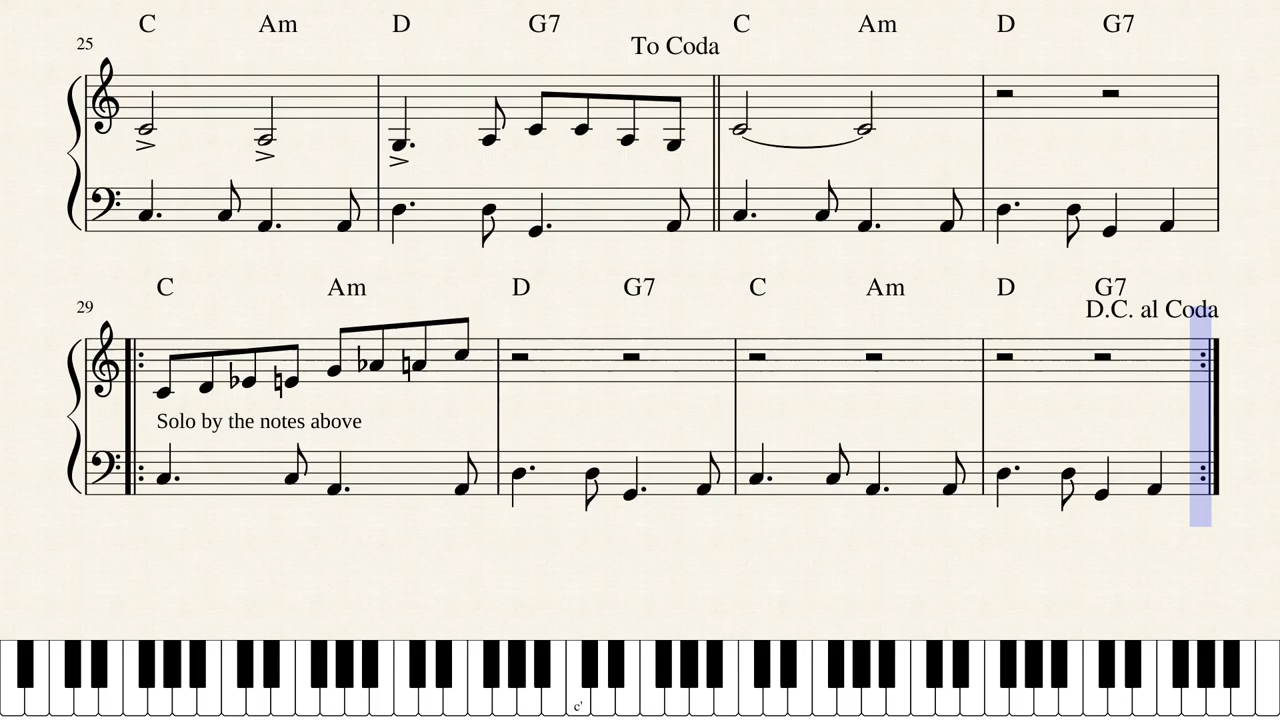 C Am D G7 C Am D G7
25
To Coda
C Am D G7 C Am D G7
29
D.C. al Coda
Solo by the notes above
c'